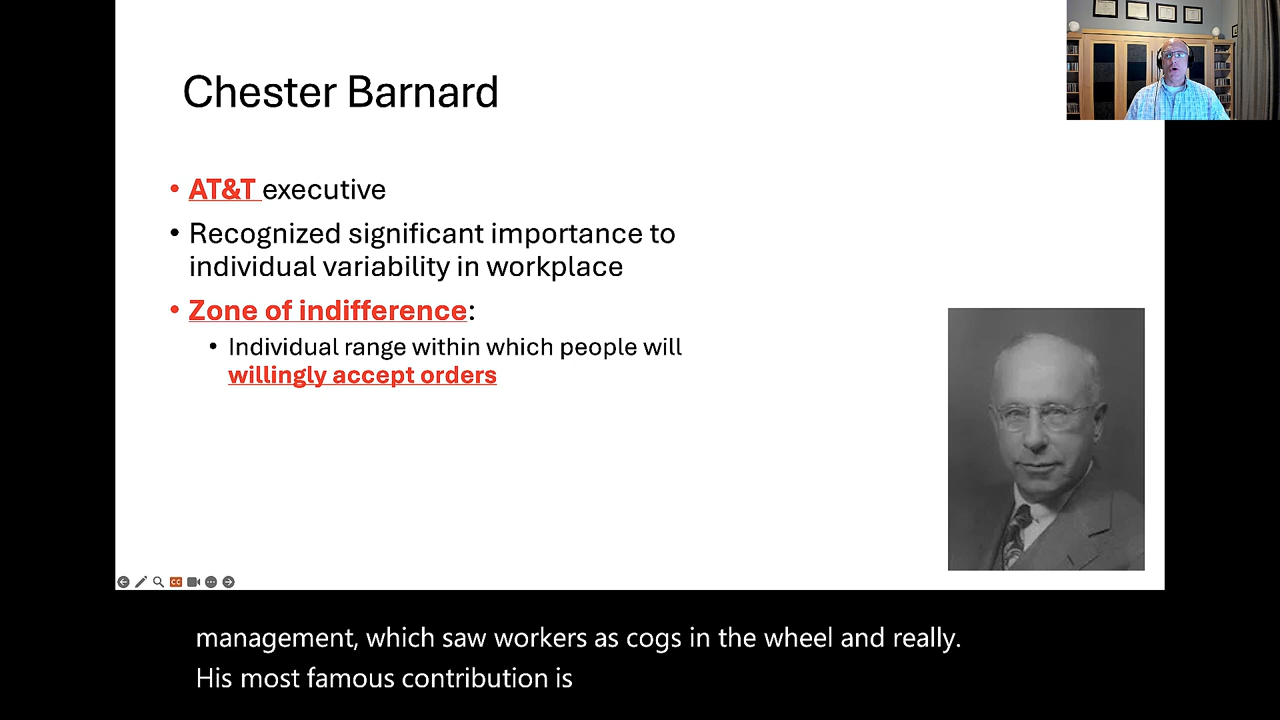 Chester Barnard
• AT&T executive
• Recognized significant importance to
individual variability in workplace
• Zone of indifference:
• Individual range within which people will
willingly accept orders
CC
management, which saw workers as cogs in the wheel and really.
His most famous contribution is